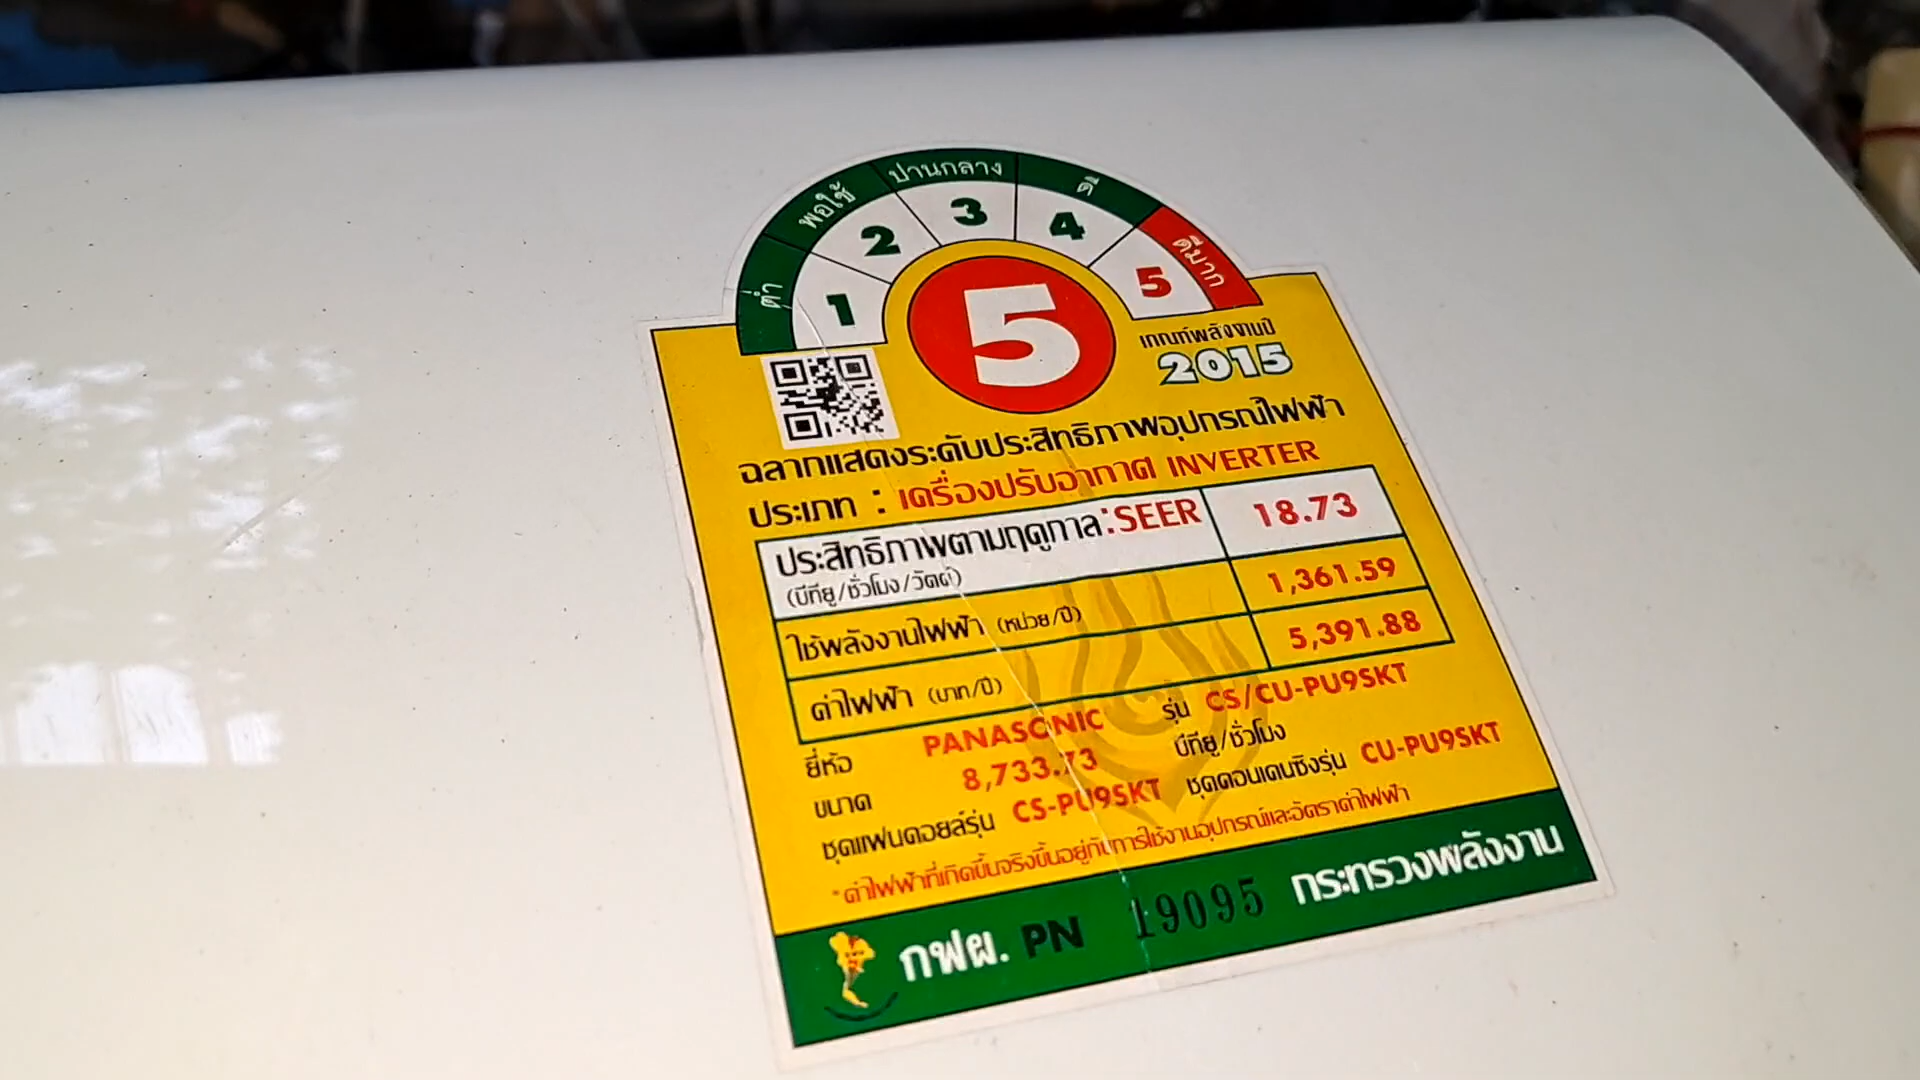 ต่ำ พอใช้ ปานกลาง ดี ดีมาก
1 2 3 4 5
5
เกณฑ์พลังงานปี
2015
ฉลากแสดงระดับประสิทธิภาพอุปกรณ์ไฟฟ้า
ประเภท : เครื่องปรับอากาศ INVERTER
ประสิทธิภาพตามฤดูกาล:SEER 18.73
(บีทียู/ชั่วโมง/วัตต์)
ใช้พลังงานไฟฟ้า (หน่วย/ปี) 1,361.59
ค่าไฟฟ้า (บาท/ปี) 5,391.88
ยี่ห้อ PANASONIC รุ่น CS/CU-PU9SKT
ขนาด 8,733.73 บีทียู/ชั่วโมง
ชุดแฟนคอยล์รุ่น CS-PU9SKT ชุดคอนเดนซิ่งรุ่น CU-PU9SKT
*ค่าไฟฟ้าที่เกิดขึ้นจริงขึ้นอยู่กับการใช้งานอุปกรณ์และอัตราค่าไฟฟ้า
กฟผ. PN 19095 กระทรวงพลังงาน